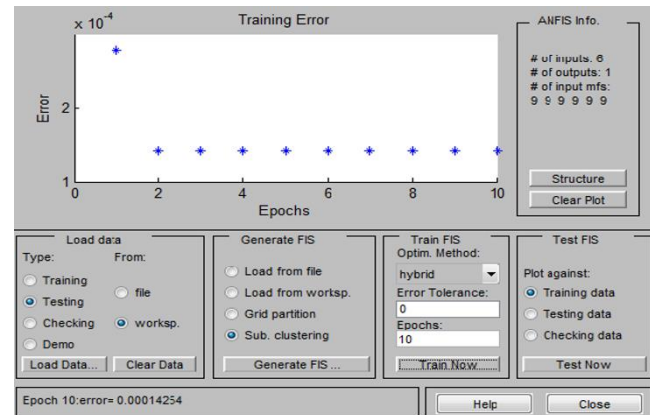 x 10^-4
Training Error
ANFIS Info.
# of inputs: 6
# of outputs: 1
# of input mfs:
9 9 9 9 9 9
Error
2
1
0
2
4
6
8
10
Epochs
Structure
Clear Plot
Load data
Type:
From:
Training
Testing
Checking
Demo
file
worksp.
Load Data...
Clear Data
Generate FIS
Load from file
Load from worksp.
Grid partition
Sub. clustering
Generate FIS ...
Train FIS
Optim. Method:
hybrid
Error Tolerance:
0
Epochs:
10
Train Now
Test FIS
Plot against:
Training data
Testing data
Checking data
Test Now
Epoch 10:error= 0.00014254
Help
Close